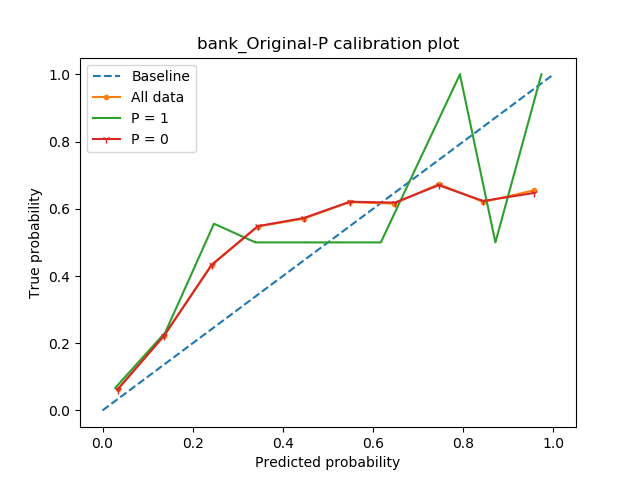 bank_Original-P calibration plot
Baseline
All data
P = 1
P = 0
1.0
0.8
0.6
0.4
0.2
0.0
True probability
0.0 0.2 0.4 0.6 0.8 1.0
Predicted probability